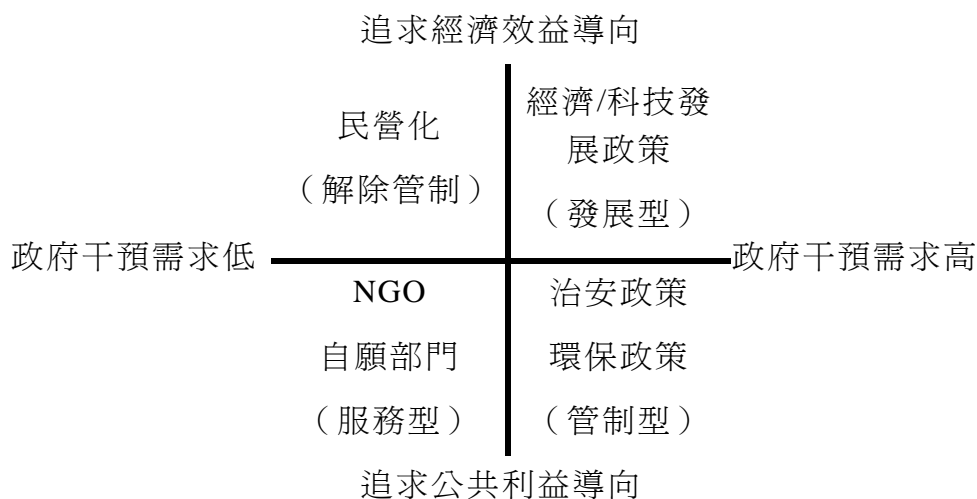 追求經濟效益導向
民營化
（解除管制）
經濟/科技發
展政策
（發展型）
政府干預需求低
政府干預需求高
NGO
自願部門
（服務型）
治安政策
環保政策
（管制型）
追求公共利益導向